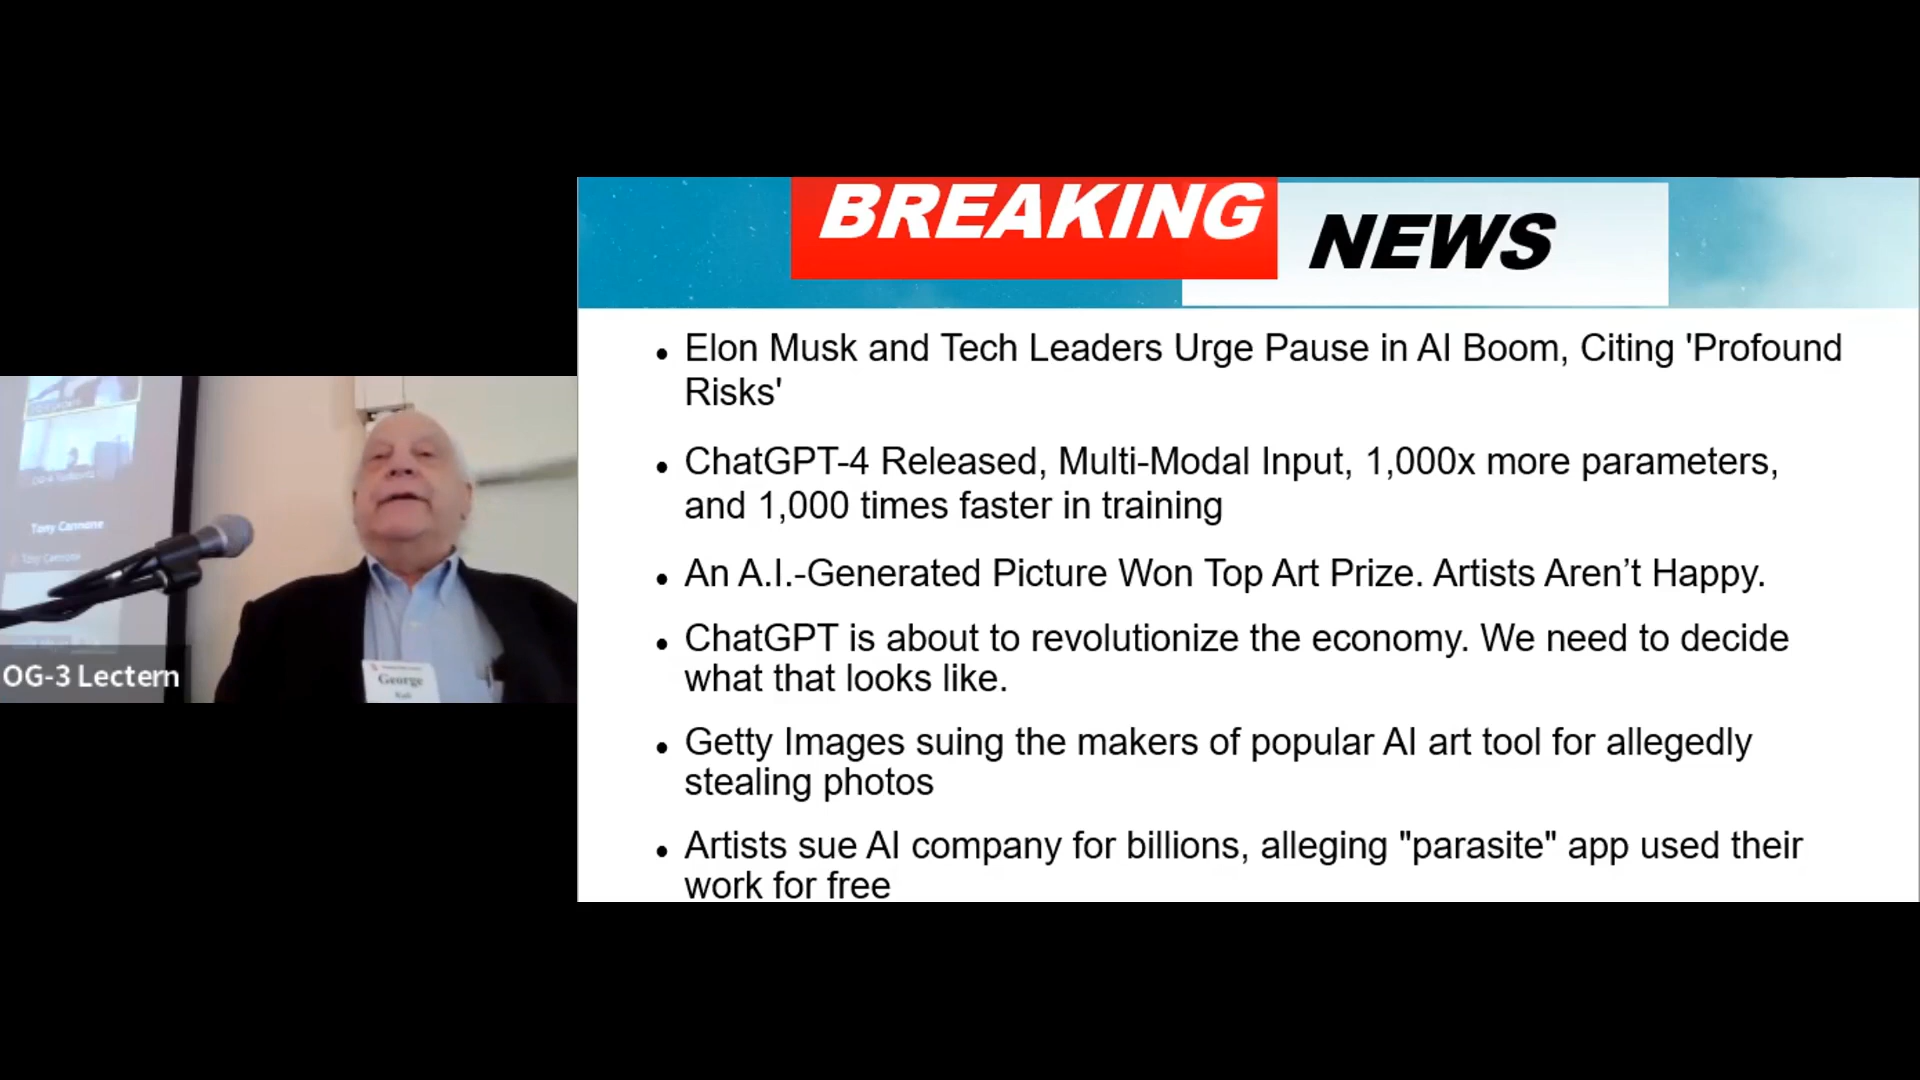 BREAKING
NEWS
Elon Musk and Tech Leaders Urge Pause in AI Boom, Citing 'Profound
Risks'
ChatGPT-4 Released, Multi-Modal Input, 1,000x more parameters,
and 1,000 times faster in training
An A.I.-Generated Picture Won Top Art Prize. Artists Aren’t Happy.
ChatGPT is about to revolutionize the economy. We need to decide
what that looks like.
Getty Images suing the makers of popular AI art tool for allegedly
stealing photos
Artists sue AI company for billions, alleging "parasite" app used their
work for free
Tony Cannone
Tony Cannone
OG-3 Lectern
George